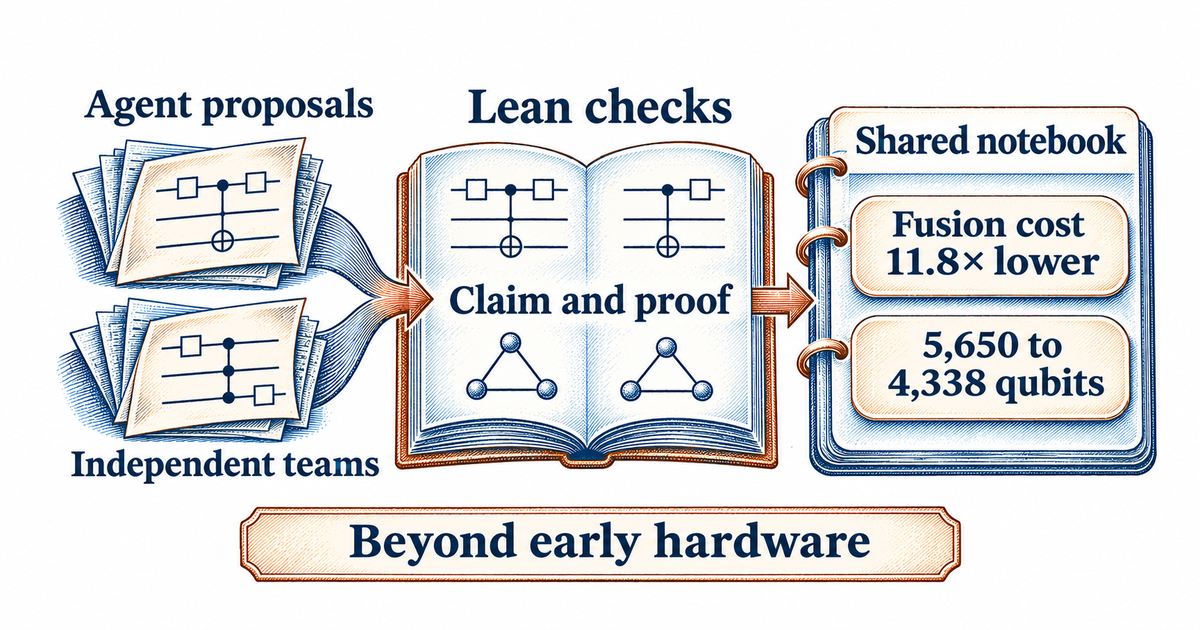 Agent proposals
Independent teams
Lean checks
Claim and proof
Shared notebook
Fusion cost
11.8× lower
5,650 to
4,338 qubits
Beyond early hardware